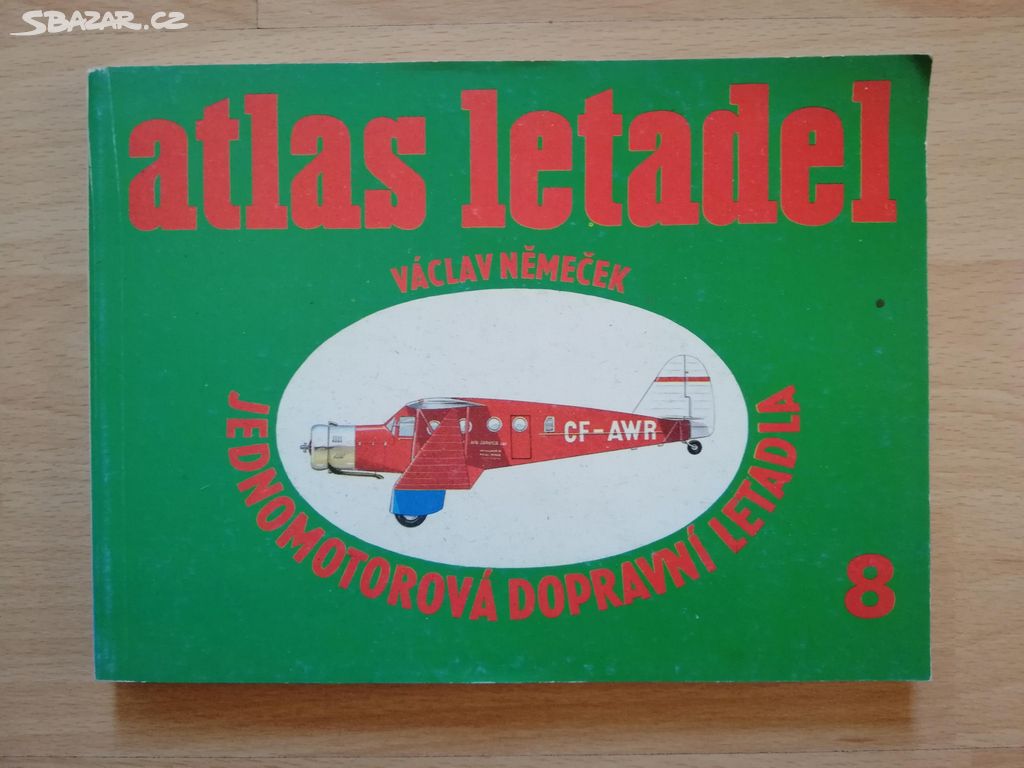 SBAZAR.CZ
atlas letadel
VÁCLAV NĚMEČEK
CF-AWR
JEDNOMOTOROVÁ DOPRAVNÍ LETADLA
8